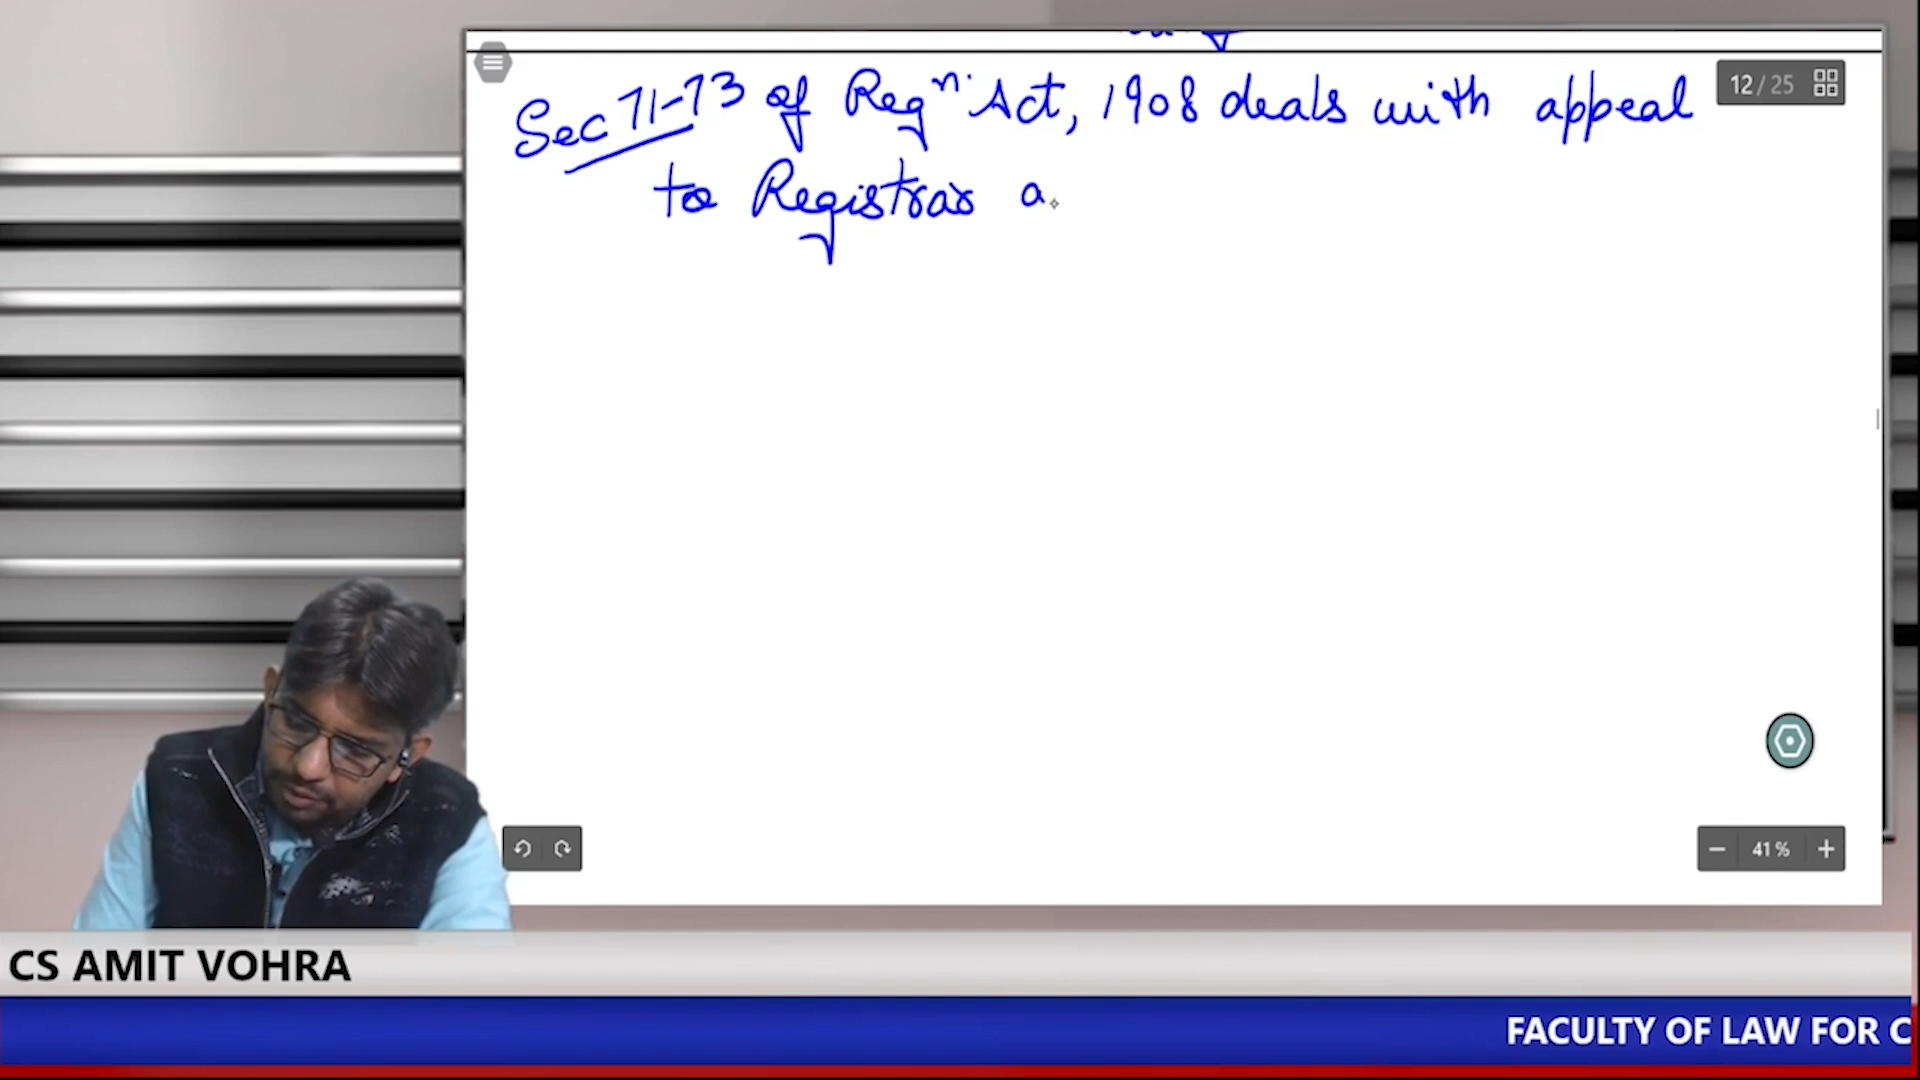 Sec 71-73 of Regn. Act, 1908 deals with appeal
12 / 25
to Registrar a
41 %
CS AMIT VOHRA
FACULTY OF LAW FOR C